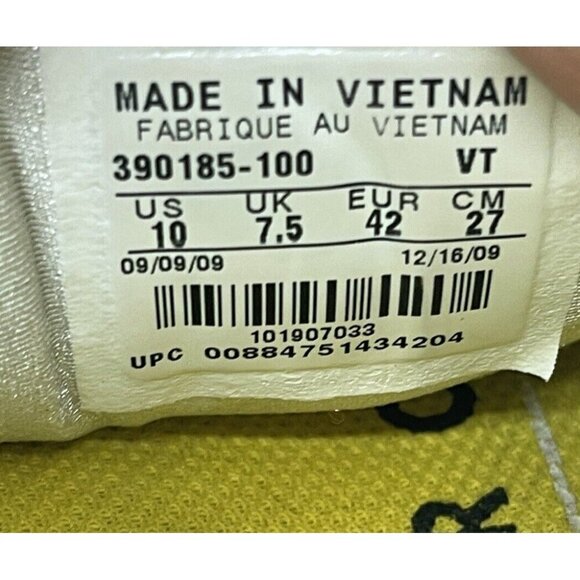 MADE IN VIETNAM
FABRIQUE AU VIETNAM
390185-100 VT
US UK EUR CM
10 7.5 42 27
09/09/09 12/16/09
101907033
UPC 00884751434204